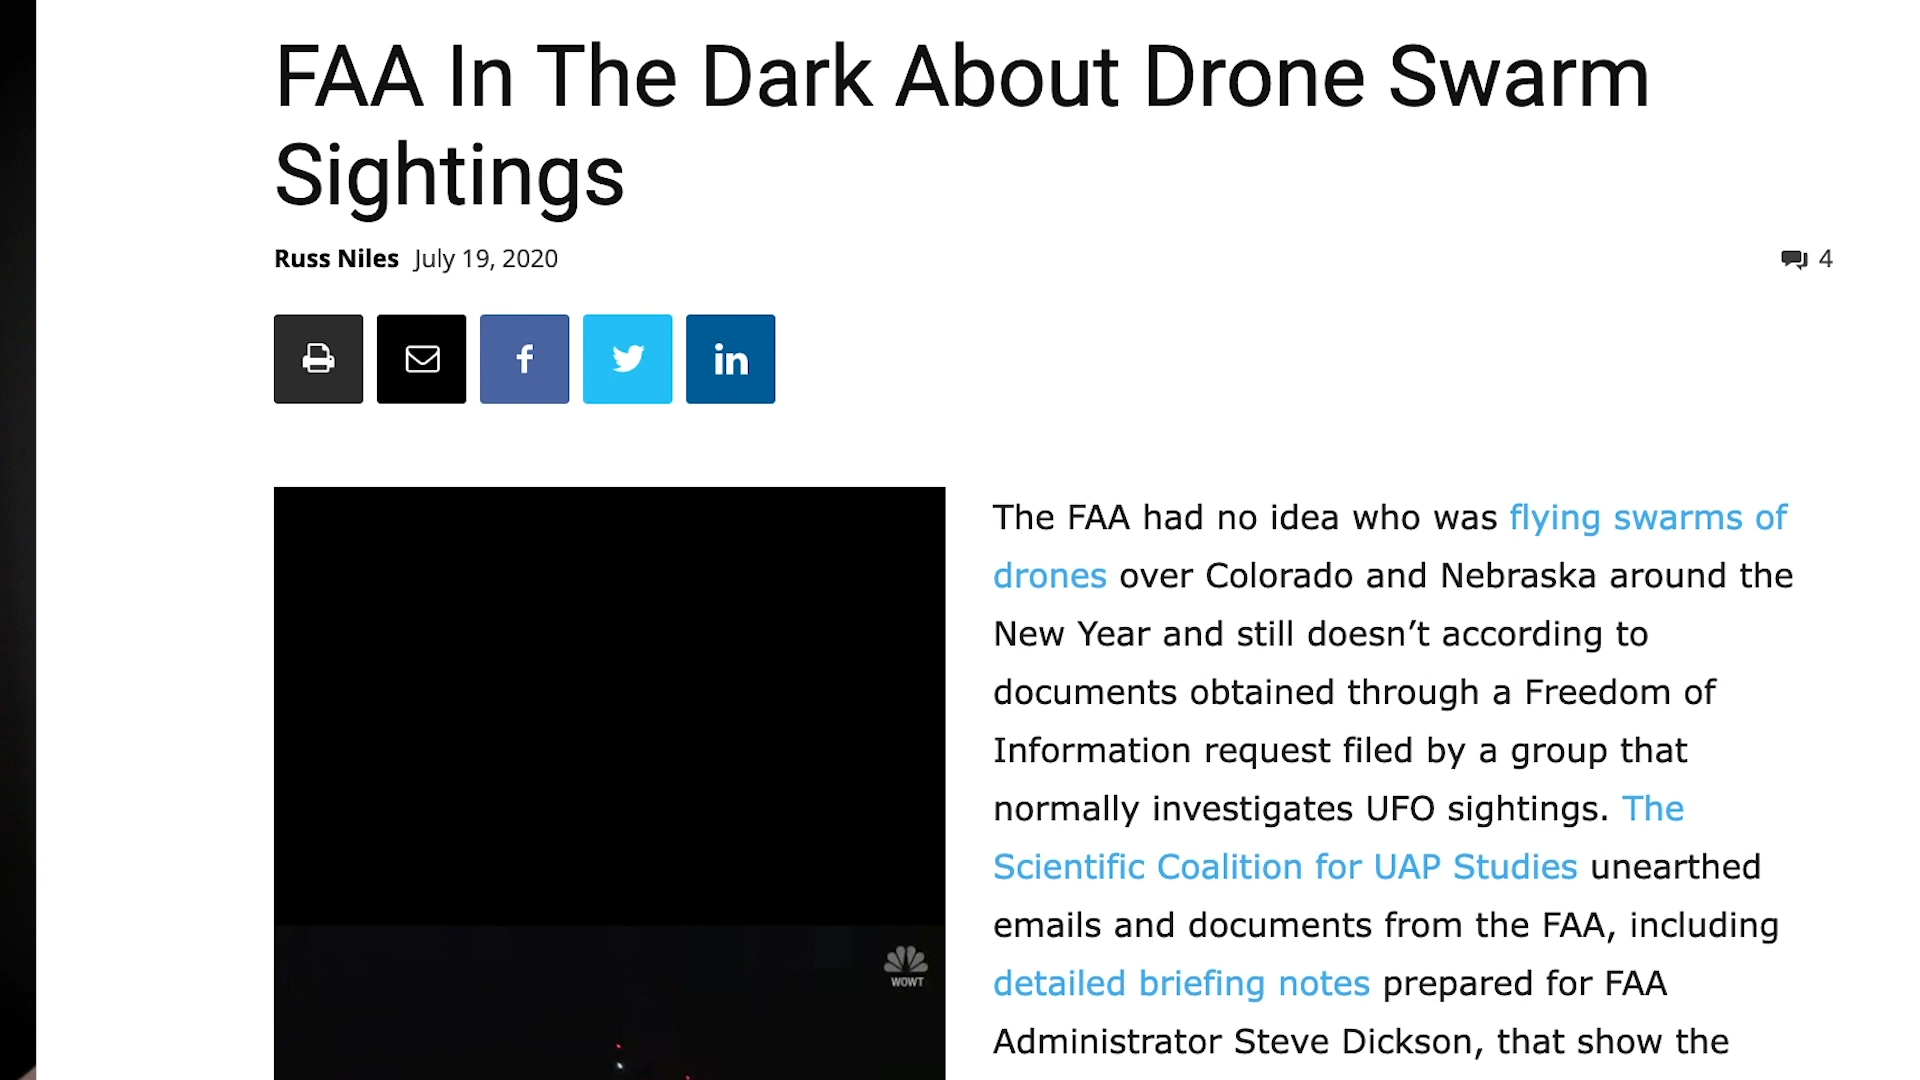 FAA In The Dark About Drone Swarm
Sightings
Russ Niles July 19, 2020
4
f
in
The FAA had no idea who was flying swarms of
drones over Colorado and Nebraska around the
New Year and still doesn’t according to
documents obtained through a Freedom of
Information request filed by a group that
normally investigates UFO sightings. The
Scientific Coalition for UAP Studies unearthed
emails and documents from the FAA, including
detailed briefing notes prepared for FAA
Administrator Steve Dickson, that show the
WOWT